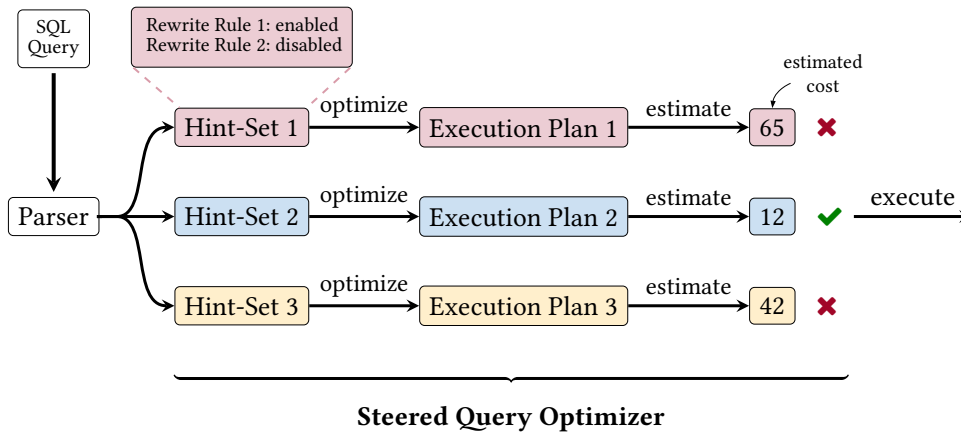 SQL
Query
Rewrite Rule 1: enabled
Rewrite Rule 2: disabled
estimated
cost
Hint-Set 1
optimize
Execution Plan 1
estimate
65
Parser
Hint-Set 2
optimize
Execution Plan 2
estimate
12
execute
Hint-Set 3
optimize
Execution Plan 3
estimate
42
Steered Query Optimizer